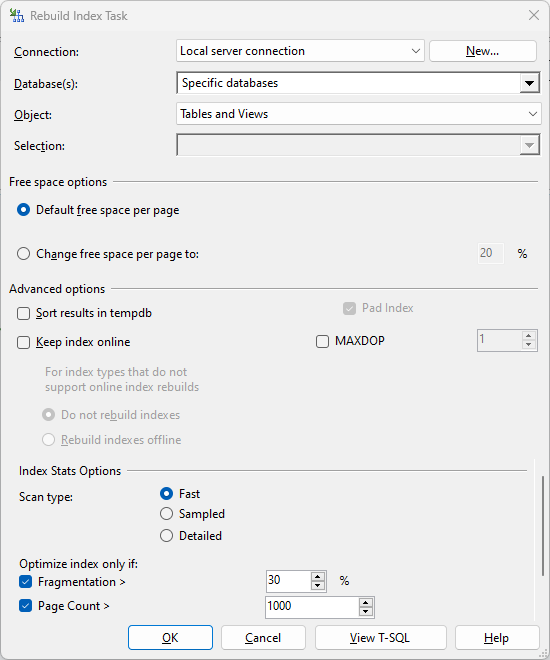 Rebuild Index Task
Connection: Local server connection New...
Database(s): Specific databases
Object: Tables and Views
Selection:
Free space options
Default free space per page
Change free space per page to: 20 %
Advanced options
Sort results in tempdb Pad Index
Keep index online MAXDOP 1
For index types that do not
support online index rebuilds
Do not rebuild indexes
Rebuild indexes offline
Index Stats Options
Scan type: Fast
Sampled
Detailed
Optimize index only if:
Fragmentation > 30 %
Page Count > 1000
OK Cancel View T-SQL Help